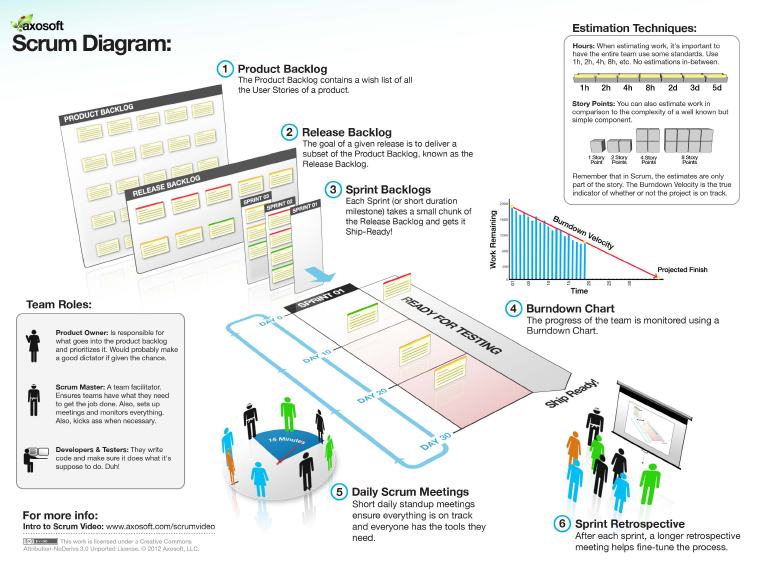 axosoft
Scrum Diagram:
1 Product Backlog
The Product Backlog contains a wish list of all
the User Stories of a product.
PRODUCT BACKLOG
2 Release Backlog
The goal of a given release is to deliver a
subset of the Product Backlog, known as the
Release Backlog.
RELEASE BACKLOG
3 Sprint Backlogs
Each Sprint (or short duration
milestone) takes a small chunk of
the Release Backlog and gets it
Ship-Ready!
SPRINT 03
SPRINT 02
SPRINT 01
Estimation Techniques:
Hours: When estimating work, it's important to
have the entire team use some standards. Use
1h, 2h, 4h, 8h, etc. No estimations in-between.
1h 2h 4h 8h 2d 3d 5d
Story Points: You can also estimate work in
comparison to the complexity of a well known but
simple component.
1 Story
Point
2 Story
Points
4 Story
Points
8 Story
Points
Remember that in Scrum, the estimates are only
part of the story. The Burndown Velocity is the true
indicator of whether or not the project is on track.
Work Remaining
Burndown Velocity
Projected Finish
Time
4 Burndown Chart
The progress of the team is monitored using a
Burndown Chart.
Team Roles:
Product Owner: Is responsible for
what goes into the product backlog
and prioritizes it. Would probably make
a good dictator if given the chance.
Scrum Master: A team facilitator.
Ensures teams have what they need
to get the job done. Also, sets up
meetings and monitors everything.
Also, kicks ass when necessary.
Developers & Testers: They write
code and make sure it does what it's
suppose to do. Duh!
SPRINT 01
READY FOR TESTING
DAY 0
DAY 10
DAY 20
DAY 30
Ship Ready!
15 Minutes
5 Daily Scrum Meetings
Short daily standup meetings
ensure everything is on track
and everyone has the tools they
need.
6 Sprint Retrospective
After each sprint, a longer retrospective
meeting helps fine-tune the process.
For more info:
Intro to Scrum Video: www.axosoft.com/scrumvideo
This work is licensed under a Creative Commons
Attribution-NoDerivs 3.0 Unported License. © 2012 Axosoft, LLC.